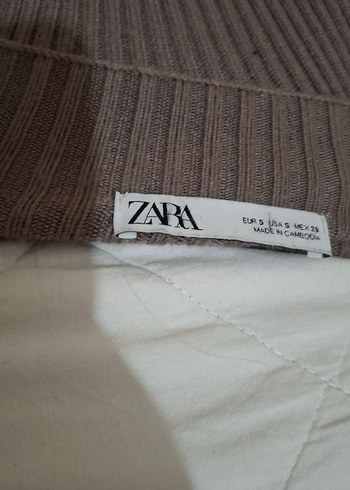 ZARA
EUR S USA S MEX 26
MADE IN CAMBODIA